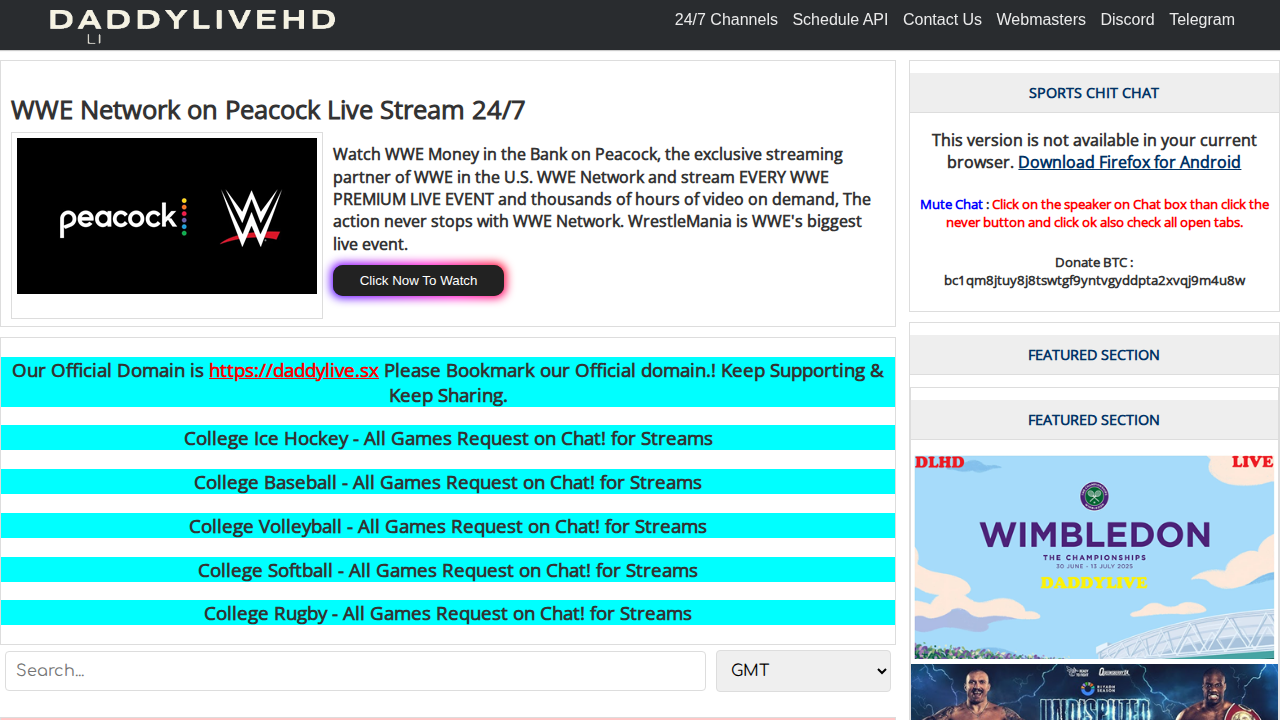 DADDYLIVEHD
LI
24/7 Channels Schedule API Contact Us Webmasters Discord Telegram
WWE Network on Peacock Live Stream 24/7
peacock
Watch WWE Money in the Bank on Peacock, the exclusive streaming
partner of WWE in the U.S. WWE Network and stream EVERY WWE
PREMIUM LIVE EVENT and thousands of hours of video on demand, The
action never stops with WWE Network. WrestleMania is WWE's biggest
live event.
Click Now To Watch
Our Official Domain is https://daddylive.sx Please Bookmark our Official domain.! Keep Supporting &
Keep Sharing.
College Ice Hockey - All Games Request on Chat! for Streams
College Baseball - All Games Request on Chat! for Streams
College Volleyball - All Games Request on Chat! for Streams
College Softball - All Games Request on Chat! for Streams
College Rugby - All Games Request on Chat! for Streams
Search...
GMT
SPORTS CHIT CHAT
This version is not available in your current
browser. Download Firefox for Android
Mute Chat : Click on the speaker on Chat box than click the
never button and click ok also check all open tabs.
Donate BTC :
bc1qm8jtuy8j8tswtgf9yntvgyddpta2xvqj9m4u8w
FEATURED SECTION
FEATURED SECTION
DLHD LIVE
WIMBLEDON
THE CHAMPIONSHIPS
30 JUNE - 13 JULY 2025
DADDYLIVE
UNDISPUTED